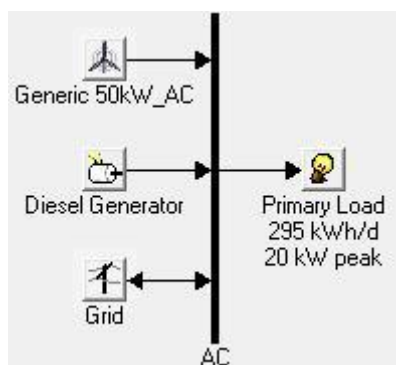 Generic 50kW_AC
Diesel Generator
Primary Load
295 kWh/d
20 kW peak
Grid
AC